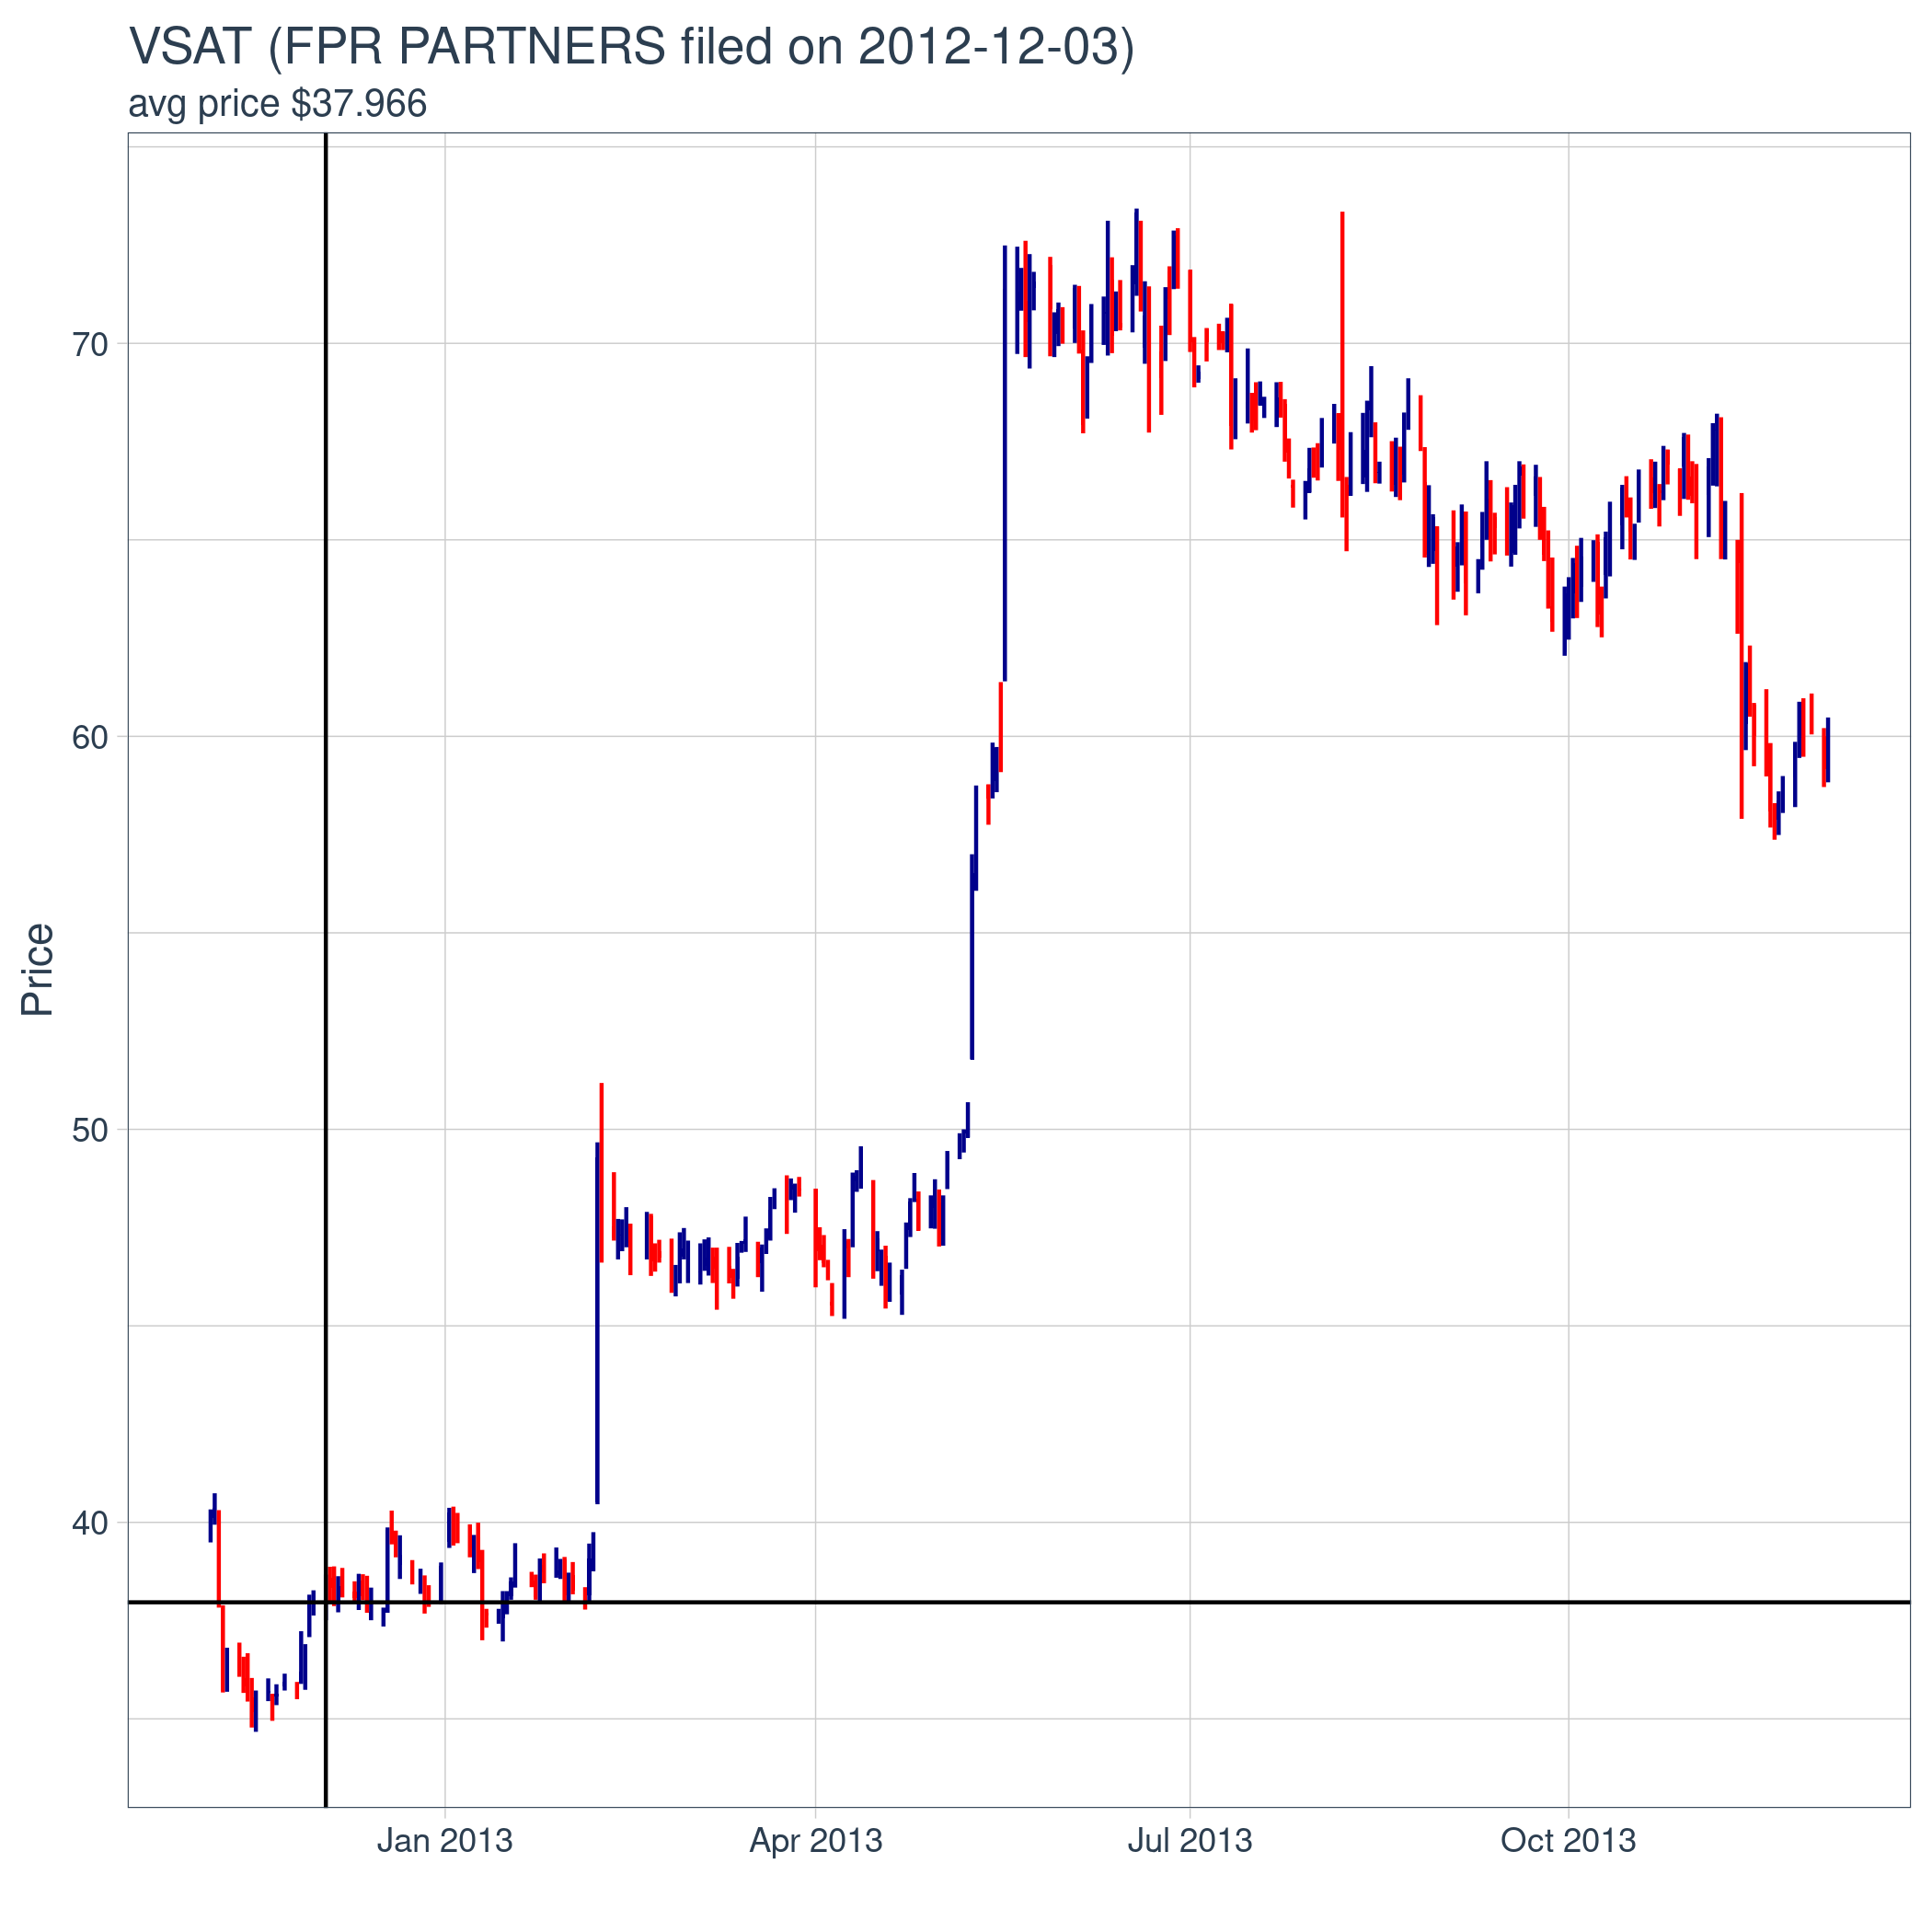 VSAT (FPR PARTNERS filed on 2012-12-03)
avg price $37.966
70
60
50
40
Price
Jan 2013
Apr 2013
Jul 2013
Oct 2013